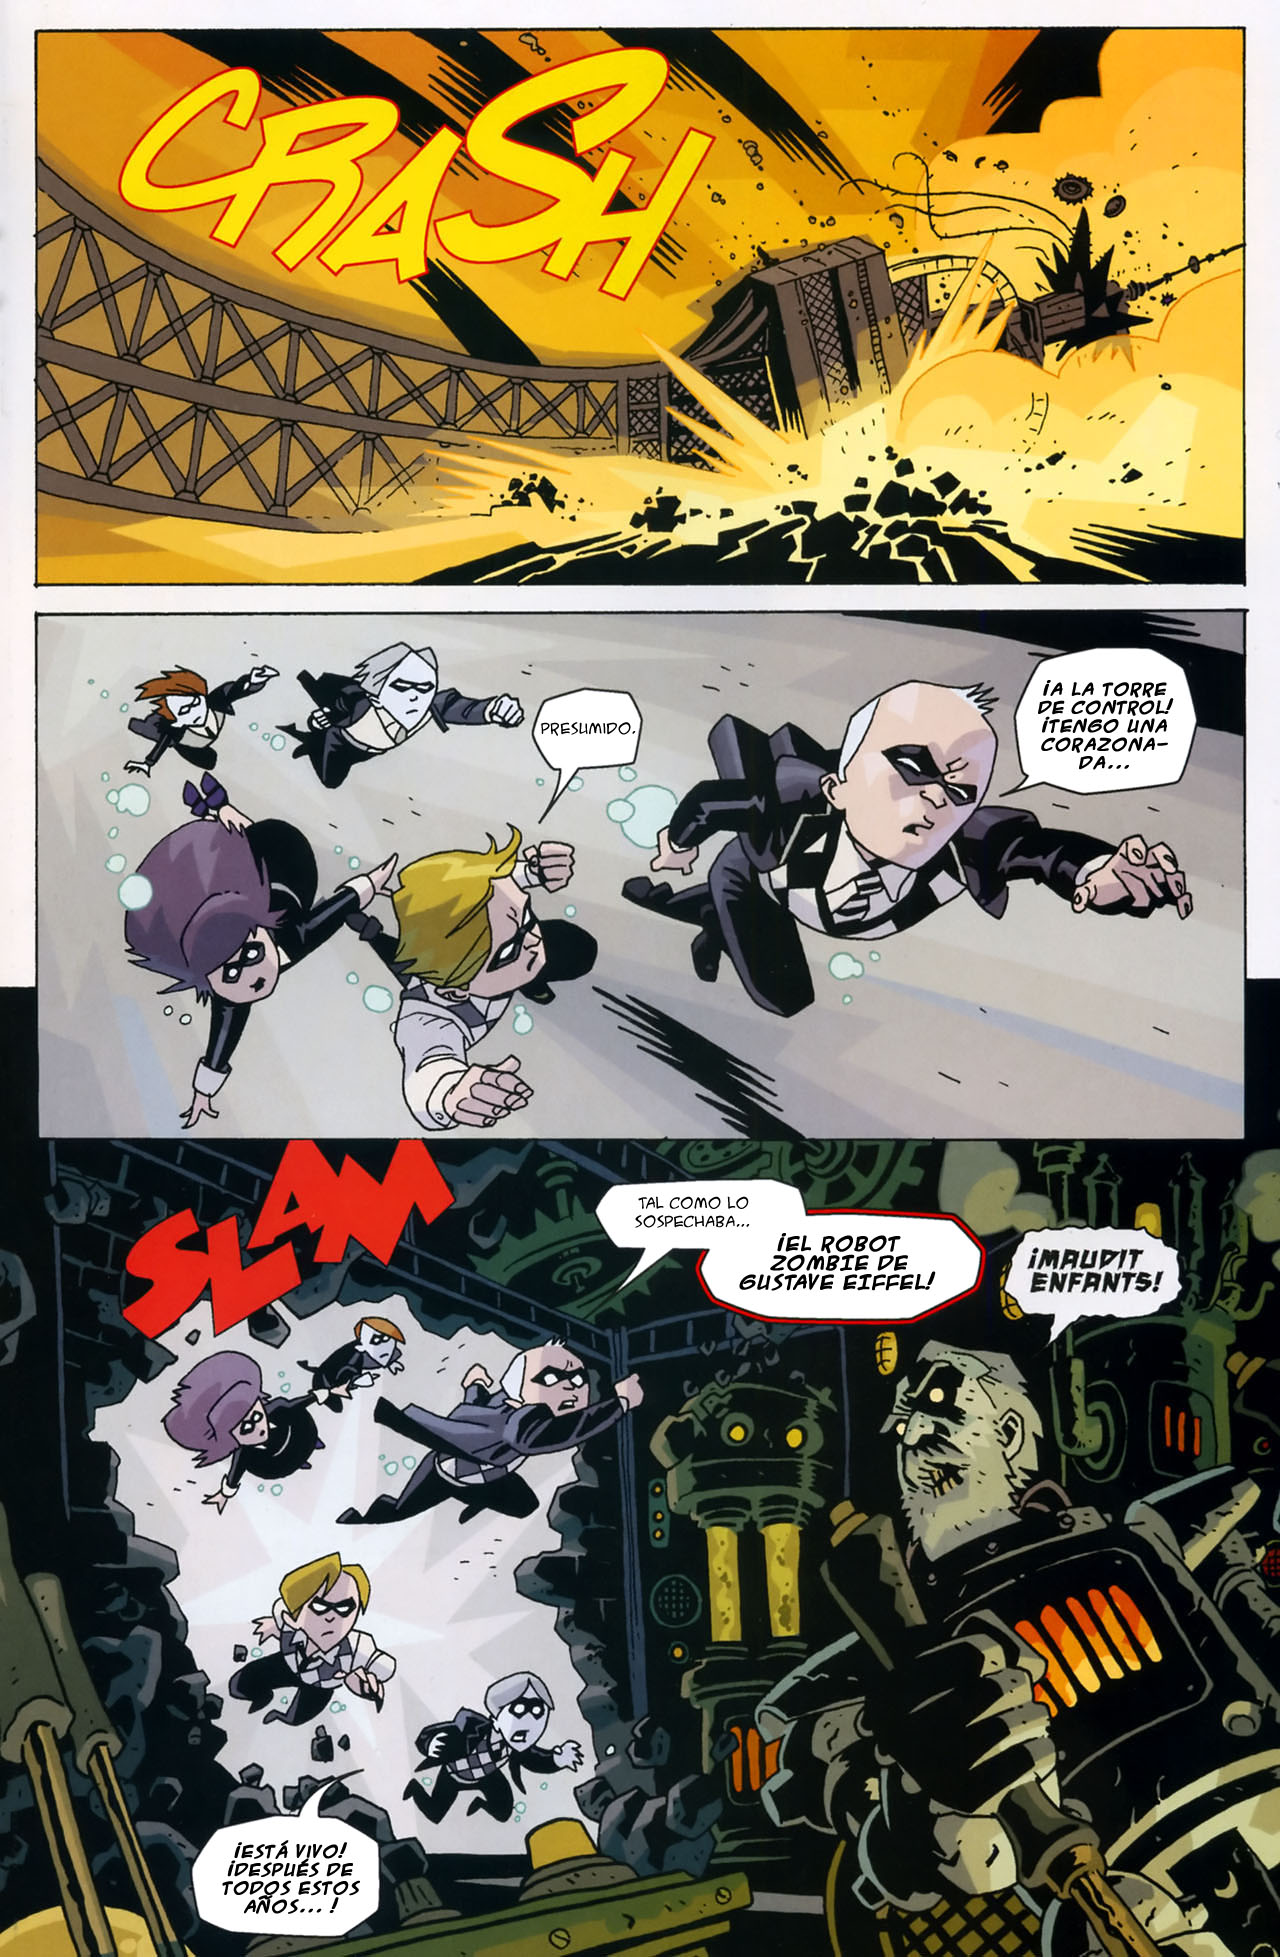 CRASH
PRESUMIDO.
¡A LA TORRE
DE CONTROL!
¡TENGO UNA
CORAZONA-
DA...
SLAM
TAL COMO LO
SOSPECHABA...
¡EL ROBOT
ZOMBIE DE
GUSTAVE EIFFEL!
¡MAUDIT
ENFANTS!
¡ESTÁ VIVO!
¡DESPUÉS DE
TODOS ESTOS
AÑOS... !